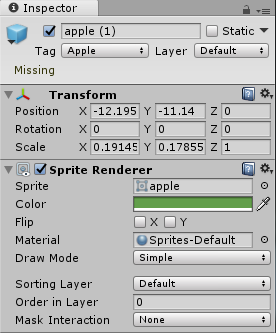 Inspector
apple (1) Static
Tag Apple Layer Default
Missing
Transform
Position X -12.195 Y -11.14 Z 0
Rotation X 0 Y 0 Z 0
Scale X 0.19145 Y 0.17855 Z 1
Sprite Renderer
Sprite apple
Color
Flip X Y
Material Sprites-Default
Draw Mode Simple
Sorting Layer Default
Order in Layer 0
Mask Interaction None